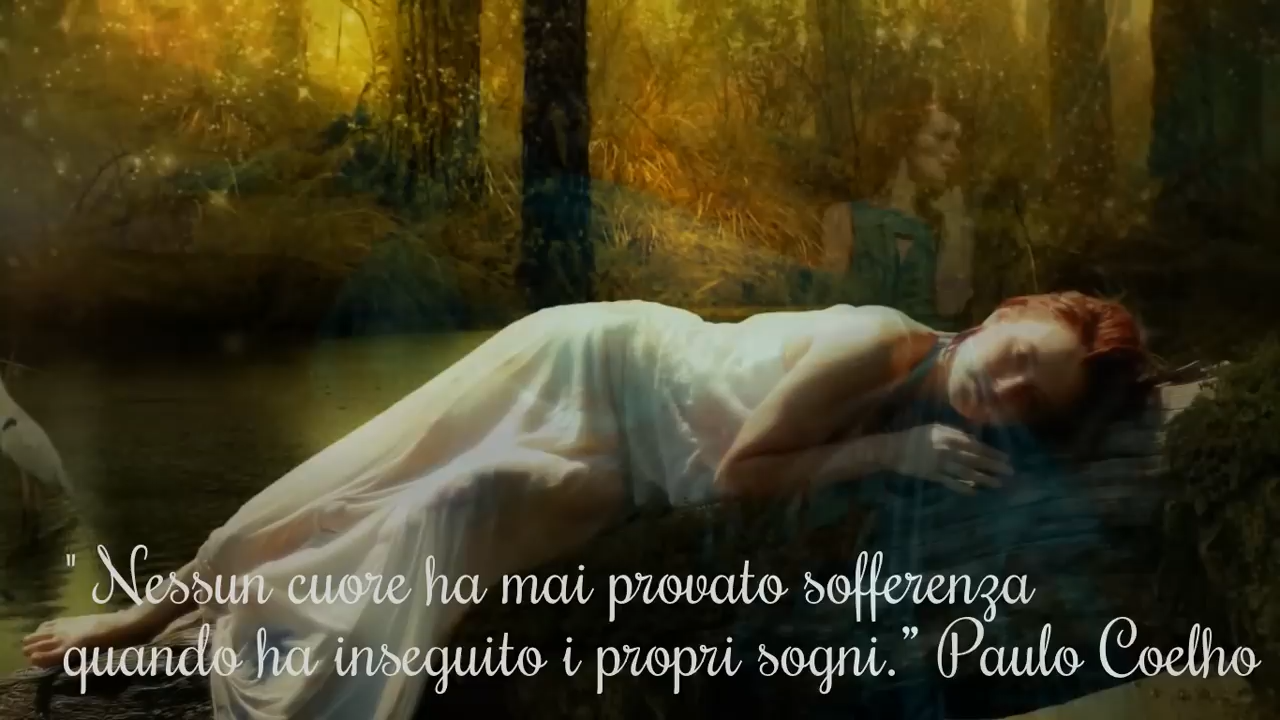 " Nessun cuore ha mai provato sofferenza
quando ha inseguito i propri sogni.” Paulo Coelho